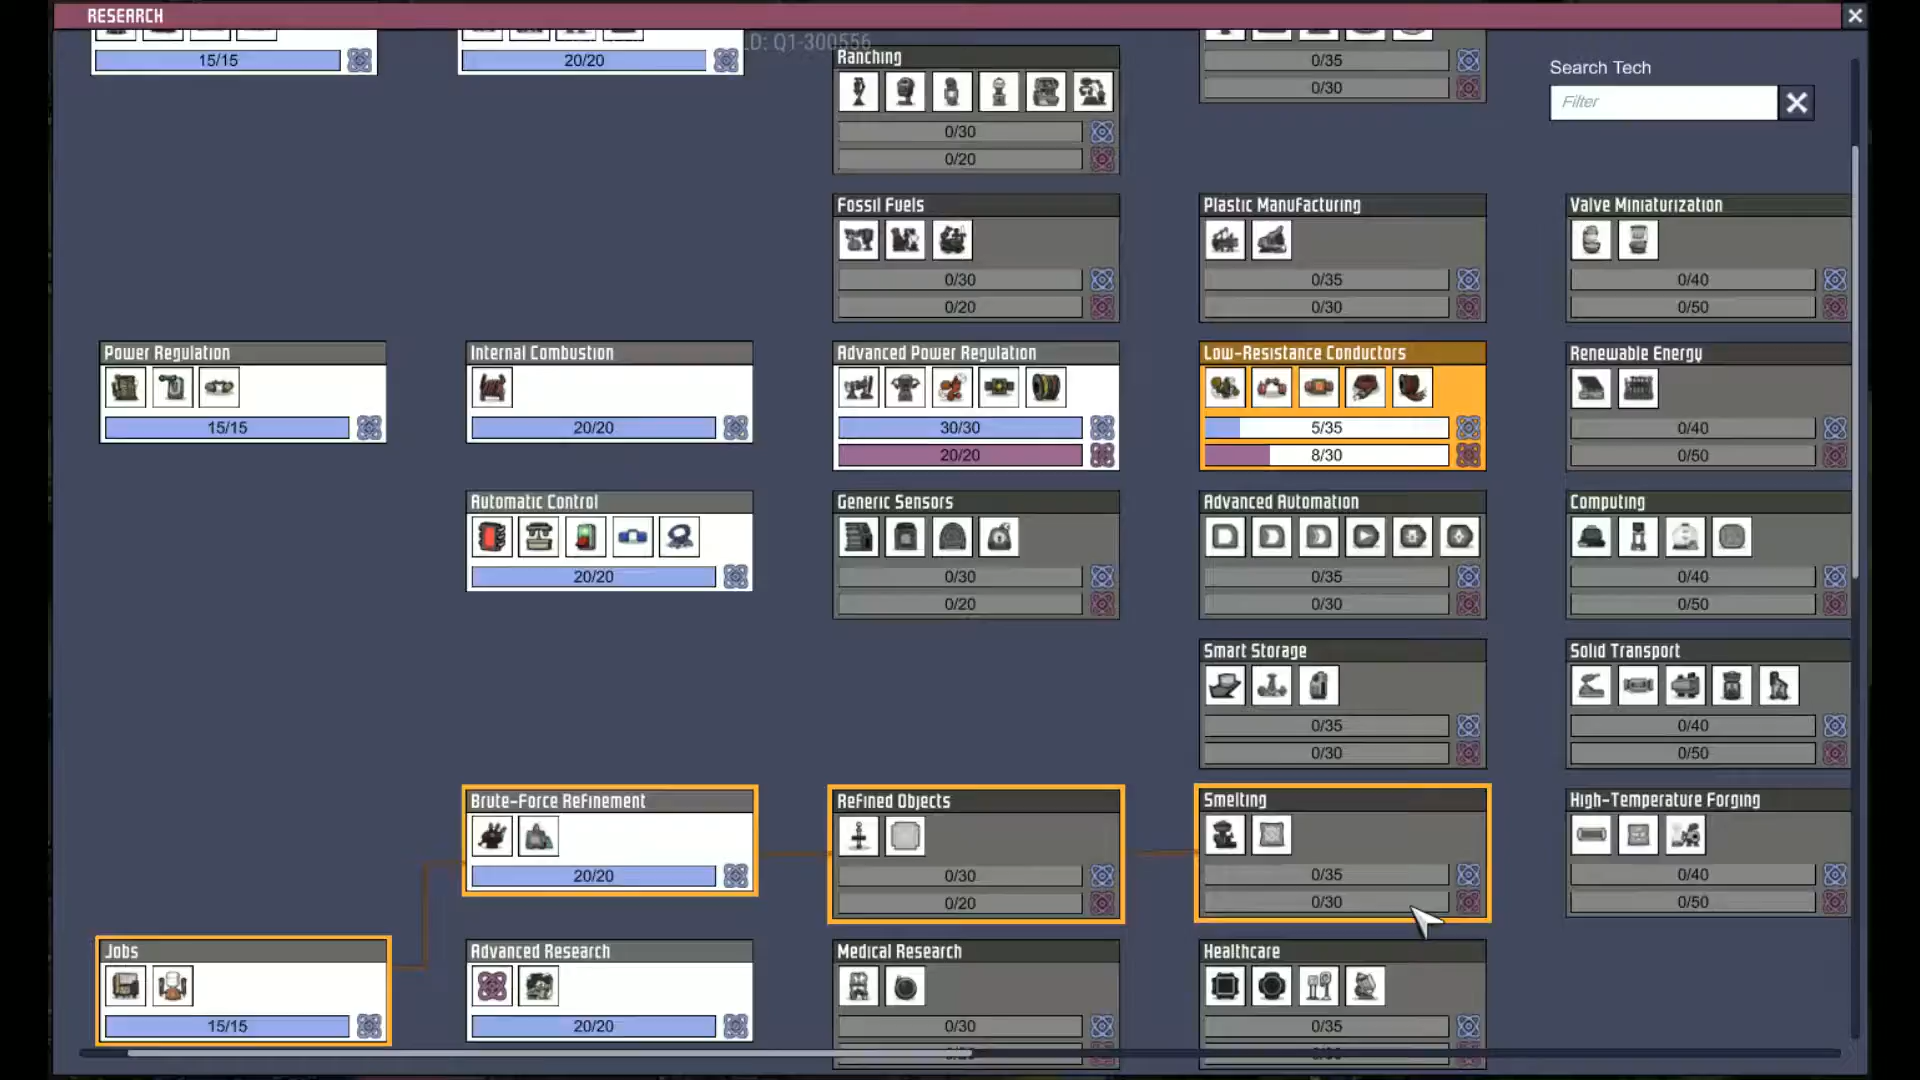 RESEARCH
LD: Q1-300556
15/15
20/20
Ranching
0/30
0/20
0/35
0/30
Search Tech
Filter
Fossil Fuels
0/30
0/20
Plastic Manufacturing
0/35
0/30
Valve Miniaturization
0/40
0/50
Power Regulation
15/15
Internal Combustion
20/20
Advanced Power Regulation
30/30
20/20
Low-Resistance Conductors
5/35
8/30
Renewable Energy
0/40
0/50
Automatic Control
20/20
Generic Sensors
0/30
0/20
Advanced Automation
0/35
0/30
Computing
0/40
0/50
Smart Storage
0/35
0/30
Solid Transport
0/40
0/50
Brute-Force Refinement
20/20
Refined Objects
0/30
0/20
Smelting
0/35
0/30
High-Temperature Forging
0/40
0/50
Jobs
15/15
Advanced Research
20/20
Medical Research
0/30
Healthcare
0/35